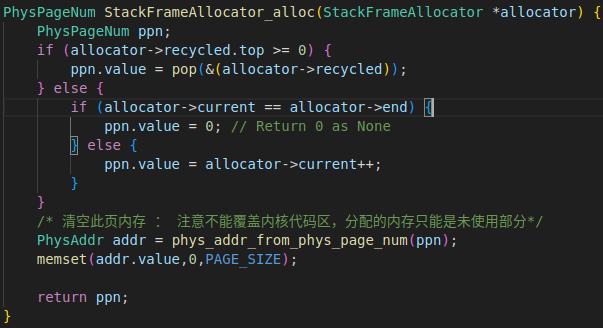 PhysPageNum StackFrameAllocator_alloc(StackFrameAllocator *allocator) {
    PhysPageNum ppn;
    if (allocator->recycled.top >= 0) {
        ppn.value = pop(&(allocator->recycled));
    } else {
        if (allocator->current == allocator->end) {
            ppn.value = 0; // Return 0 as None
        } else {
            ppn.value = allocator->current++;
        }
    }
    /* 清空此页内存 ： 注意不能覆盖内核代码区，分配的内存只能是未使用部分*/
    PhysAddr addr = phys_addr_from_phys_page_num(ppn);
    memset(addr.value,0,PAGE_SIZE);

    return ppn;
}